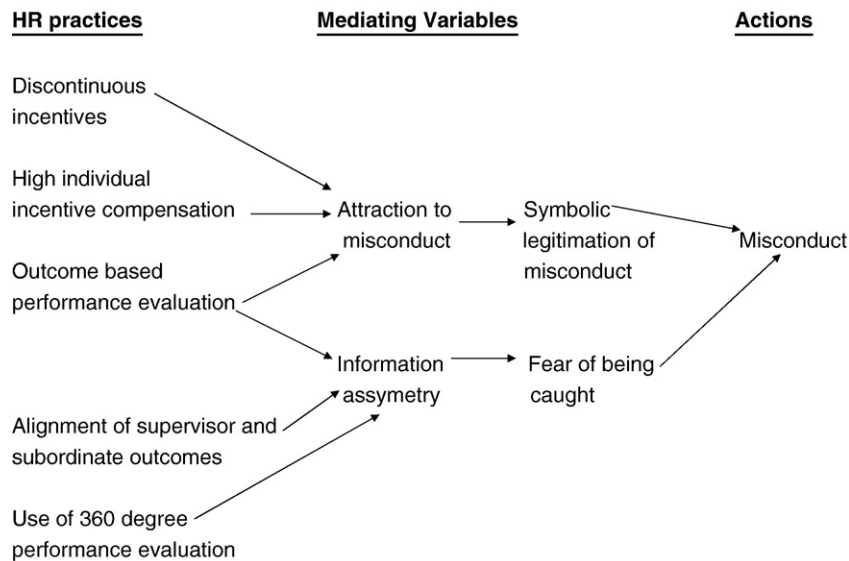 HR practices
Mediating Variables
Actions
Discontinuous
incentives
High individual
incentive compensation
Attraction to
misconduct
Symbolic
legitimation of
misconduct
Misconduct
Outcome based
performance evaluation
Information
assymetry
Fear of being
caught
Alignment of supervisor and
subordinate outcomes
Use of 360 degree
performance evaluation